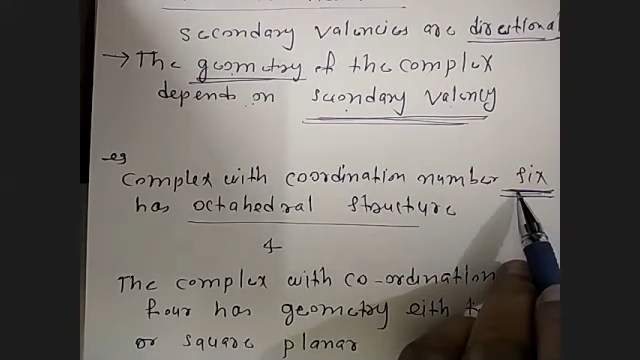 secondary valencies are directional
→ The geometry of the complex
depends on secondary valency
eg
complex with coordination number six
has octahedral structure
4
The complex with co-ordination
four has geometry eith
or square planar